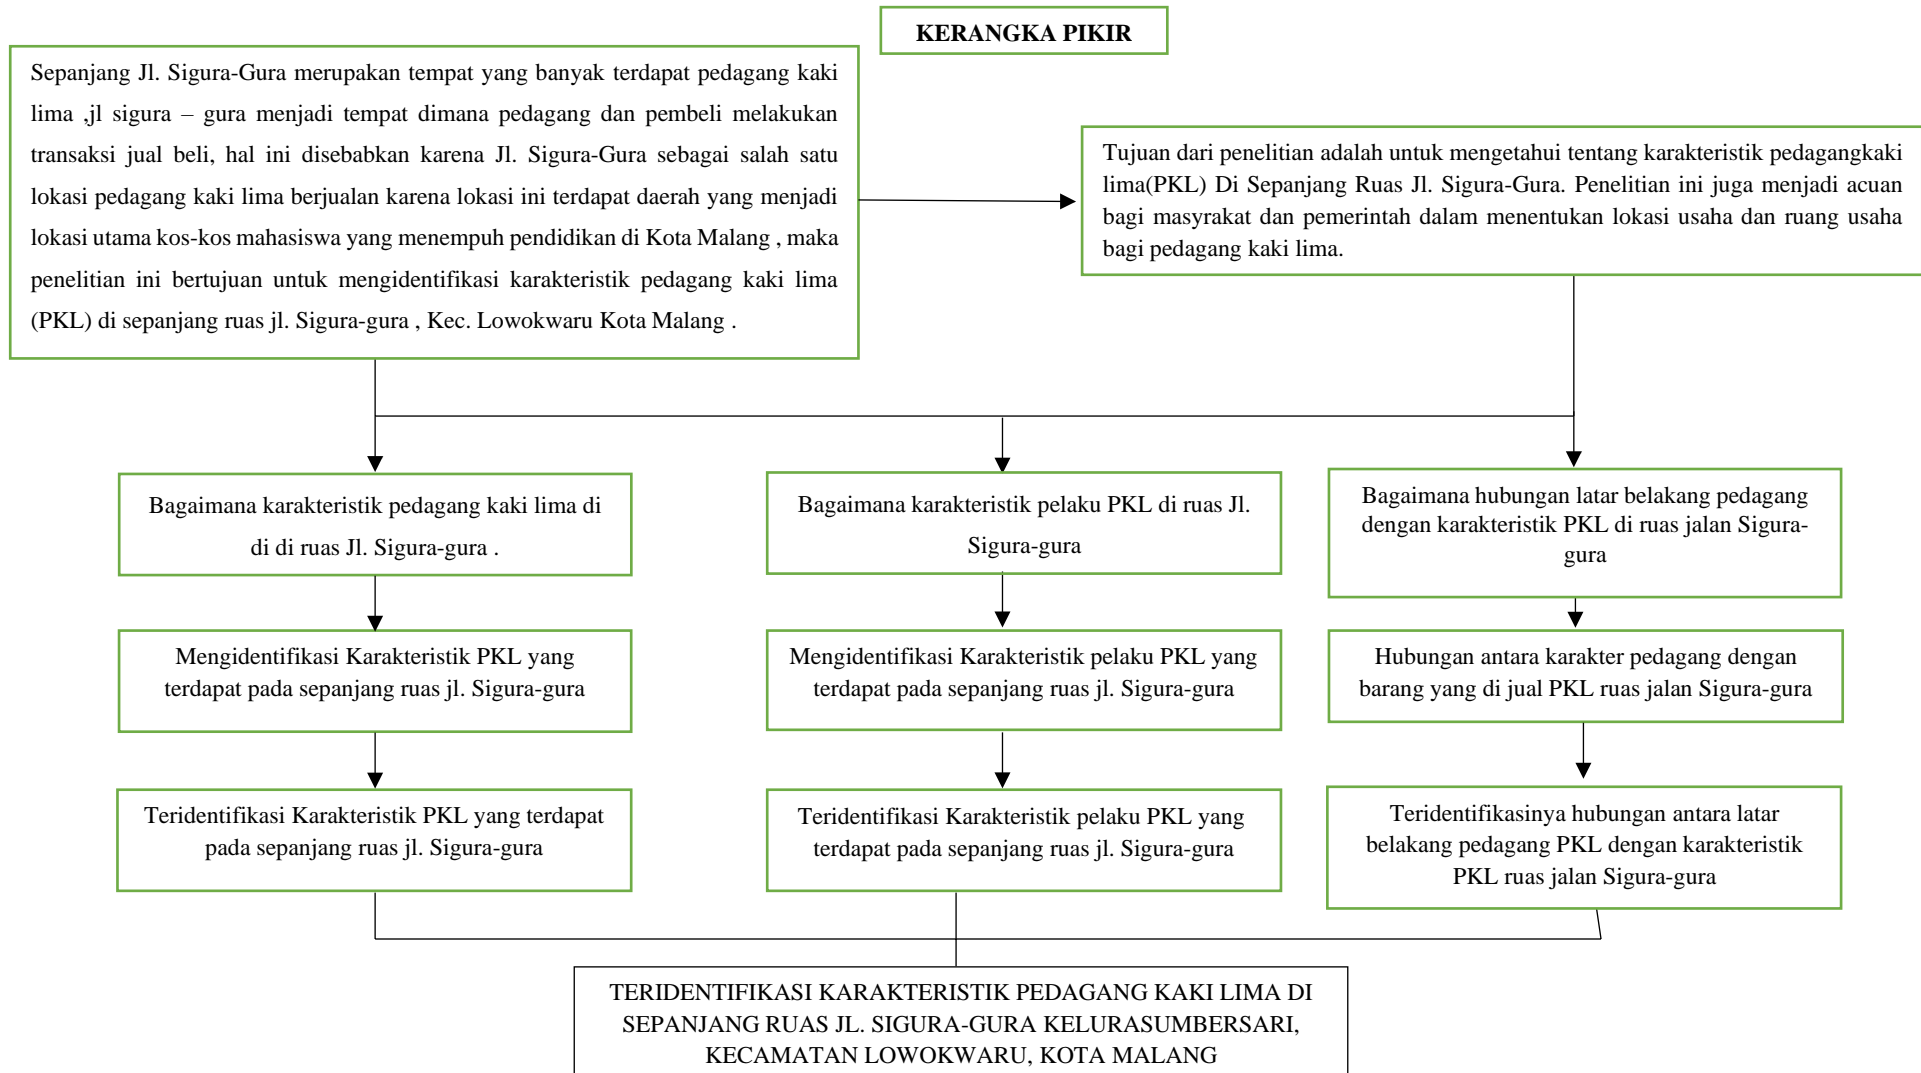 KERANGKA PIKIR
Sepanjang Jl. Sigura-Gura merupakan tempat yang banyak terdapat pedagang kaki
lima ,jl sigura – gura menjadi tempat dimana pedagang dan pembeli melakukan
transaksi jual beli, hal ini disebabkan karena Jl. Sigura-Gura sebagai salah satu
lokasi pedagang kaki lima berjualan karena lokasi ini terdapat daerah yang menjadi
lokasi utama kos-kos mahasiswa yang menempuh pendidikan di Kota Malang , maka
penelitian ini bertujuan untuk mengidentifikasi karakteristik pedagang kaki lima
(PKL) di sepanjang ruas jl. Sigura-gura , Kec. Lowokwaru Kota Malang .
Tujuan dari penelitian adalah untuk mengetahui tentang karakteristik pedagangkaki
lima(PKL) Di Sepanjang Ruas Jl. Sigura-Gura. Penelitian ini juga menjadi acuan
bagi masyrakat dan pemerintah dalam menentukan lokasi usaha dan ruang usaha
bagi pedagang kaki lima.
Bagaimana karakteristik pedagang kaki lima di
di di ruas Jl. Sigura-gura .
Bagaimana karakteristik pelaku PKL di ruas Jl.
Sigura-gura
Bagaimana hubungan latar belakang pedagang
dengan karakteristik PKL di ruas jalan Sigura-
gura
Mengidentifikasi Karakteristik PKL yang
terdapat pada sepanjang ruas jl. Sigura-gura
Mengidentifikasi Karakteristik pelaku PKL yang
terdapat pada sepanjang ruas jl. Sigura-gura
Hubungan antara karakter pedagang dengan
barang yang di jual PKL ruas jalan Sigura-gura
Teridentifikasi Karakteristik PKL yang terdapat
pada sepanjang ruas jl. Sigura-gura
Teridentifikasi Karakteristik pelaku PKL yang
terdapat pada sepanjang ruas jl. Sigura-gura
Teridentifikasinya hubungan antara latar
belakang pedagang PKL dengan karakteristik
PKL ruas jalan Sigura-gura
TERIDENTIFIKASI KARAKTERISTIK PEDAGANG KAKI LIMA DI
SEPANJANG RUAS JL. SIGURA-GURA KELURASUMBERSARI,
KECAMATAN LOWOKWARU, KOTA MALANG